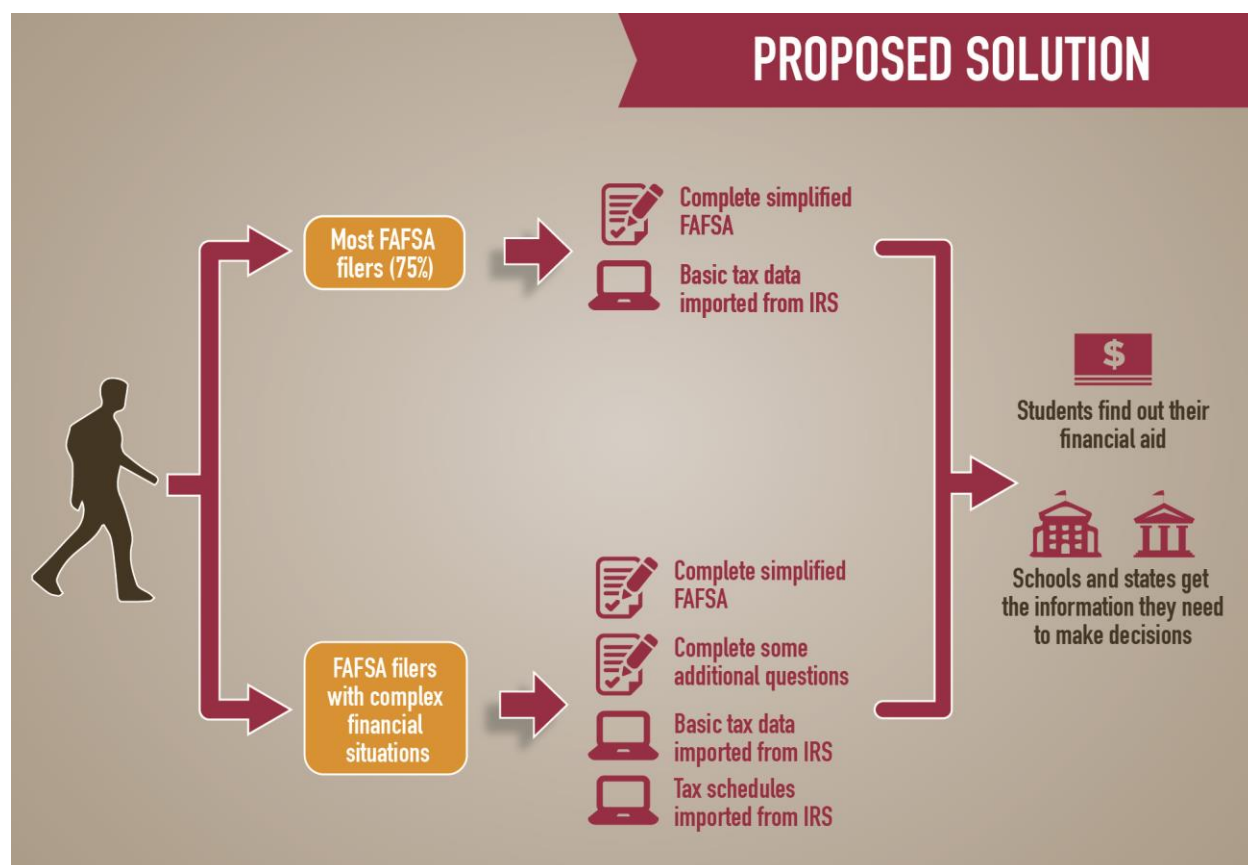 PROPOSED SOLUTION
Most FAFSA
filers (75%)
Complete simplified
FAFSA
Basic tax data
imported from IRS
$
Students find out their
financial aid
Schools and states get
the information they need
to make decisions
FAFSA filers
with complex
financial
situations
Complete simplified
FAFSA
Complete some
additional questions
Basic tax data
imported from IRS
Tax schedules
imported from IRS